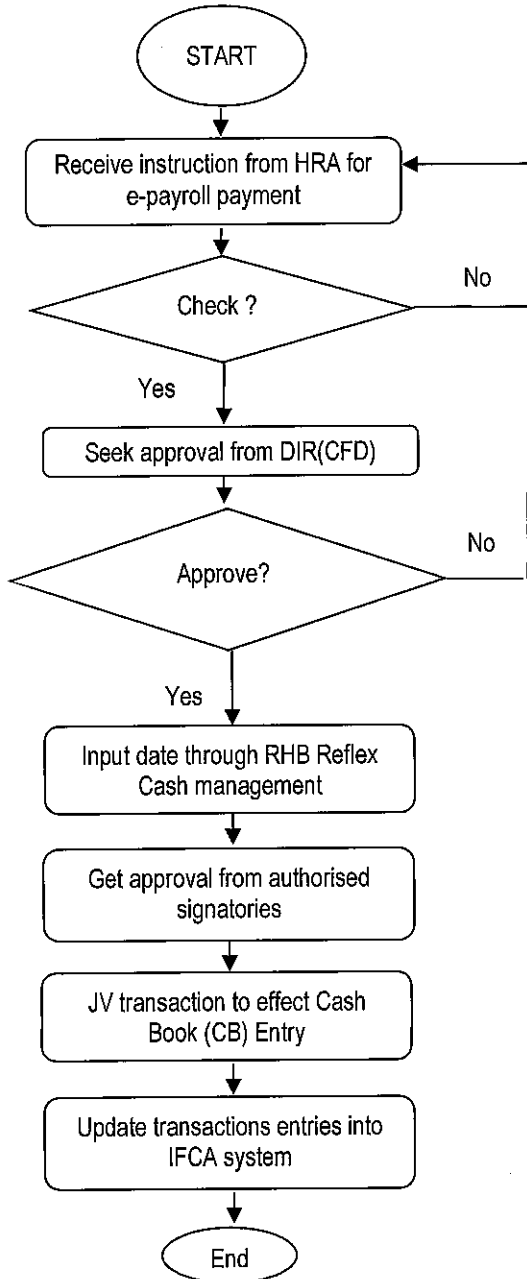 START
Receive instruction from HRA for
e-payroll payment
Check ?
No
Yes
Seek approval from DIR(CFD)
Approve?
No
Yes
Input date through RHB Reflex
Cash management
Get approval from authorised
signatories
JV transaction to effect Cash
Book (CB) Entry
Update transactions entries into
IFCA system
End